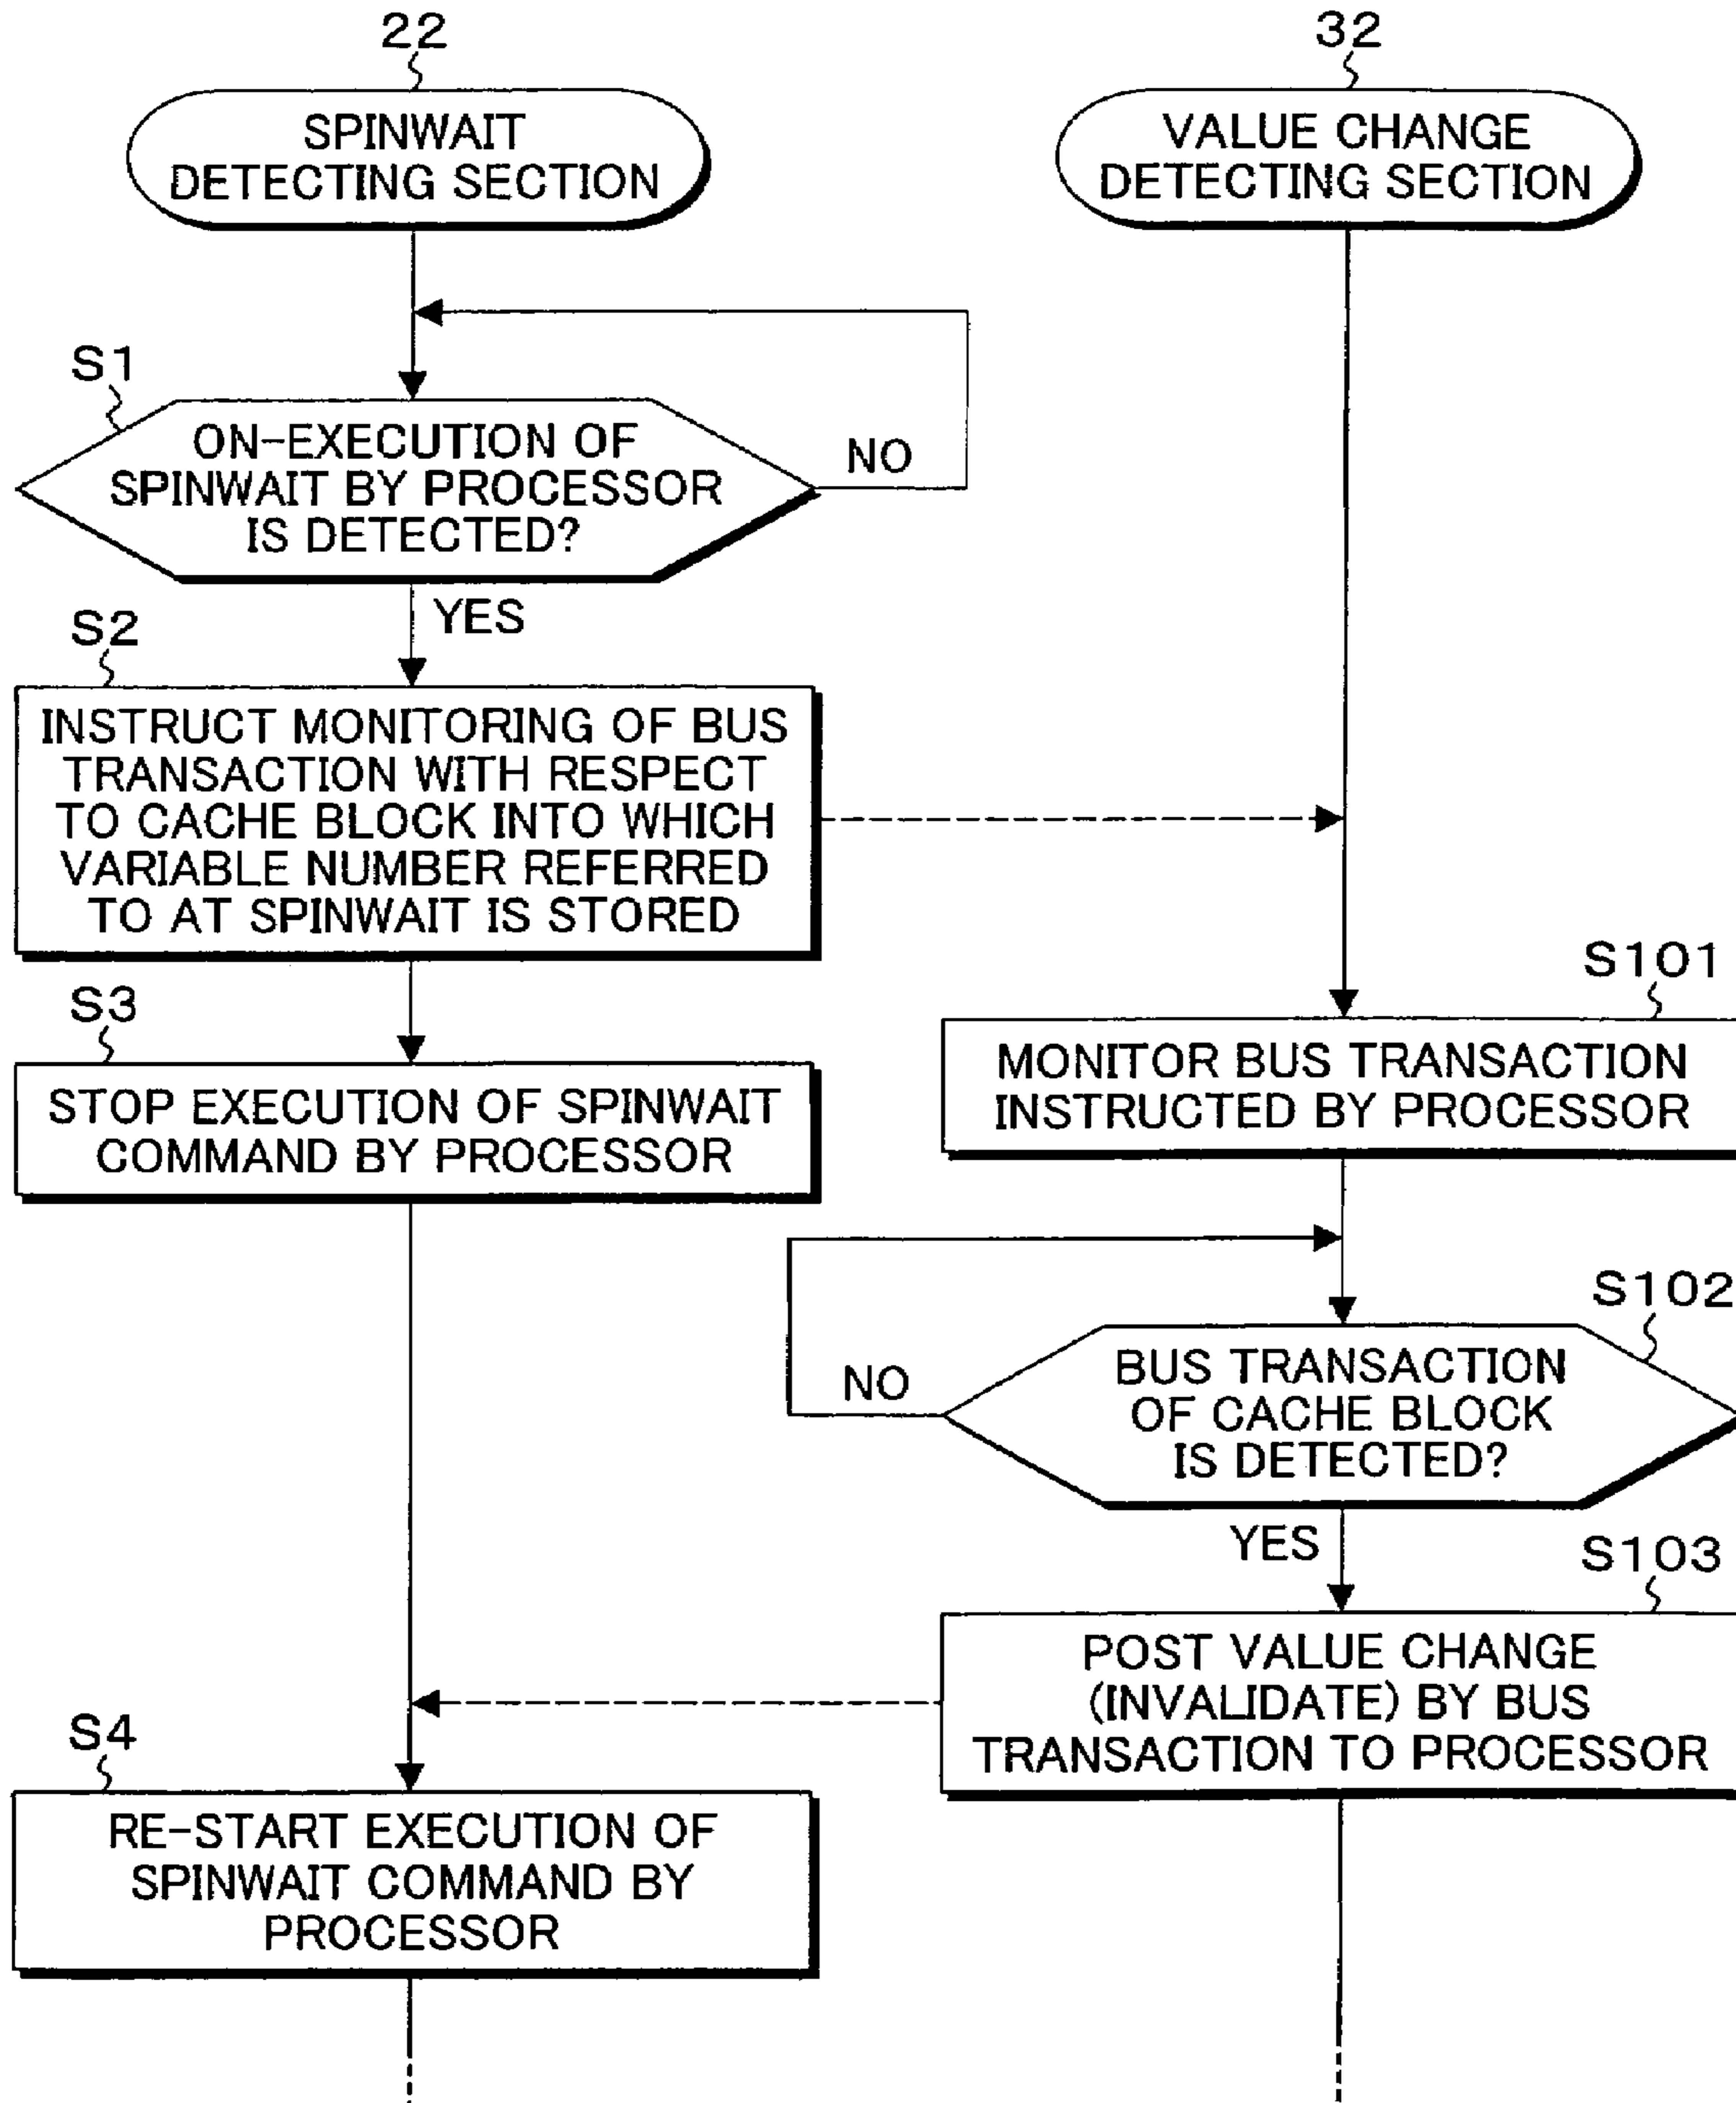 22
SPINWAIT
DETECTING SECTION
32
VALUE CHANGE
DETECTING SECTION
S1
ON-EXECUTION OF
SPINWAIT BY PROCESSOR
IS DETECTED?
NO
YES
S2
INSTRUCT MONITORING OF BUS
TRANSACTION WITH RESPECT
TO CACHE BLOCK INTO WHICH
VARIABLE NUMBER REFERRED
TO AT SPINWAIT IS STORED
S3
STOP EXECUTION OF SPINWAIT
COMMAND BY PROCESSOR
S101
MONITOR BUS TRANSACTION
INSTRUCTED BY PROCESSOR
S102
BUS TRANSACTION
OF CACHE BLOCK
IS DETECTED?
NO
YES
S103
POST VALUE CHANGE
(INVALIDATE) BY BUS
TRANSACTION TO PROCESSOR
S4
RE-START EXECUTION OF
SPINWAIT COMMAND BY
PROCESSOR